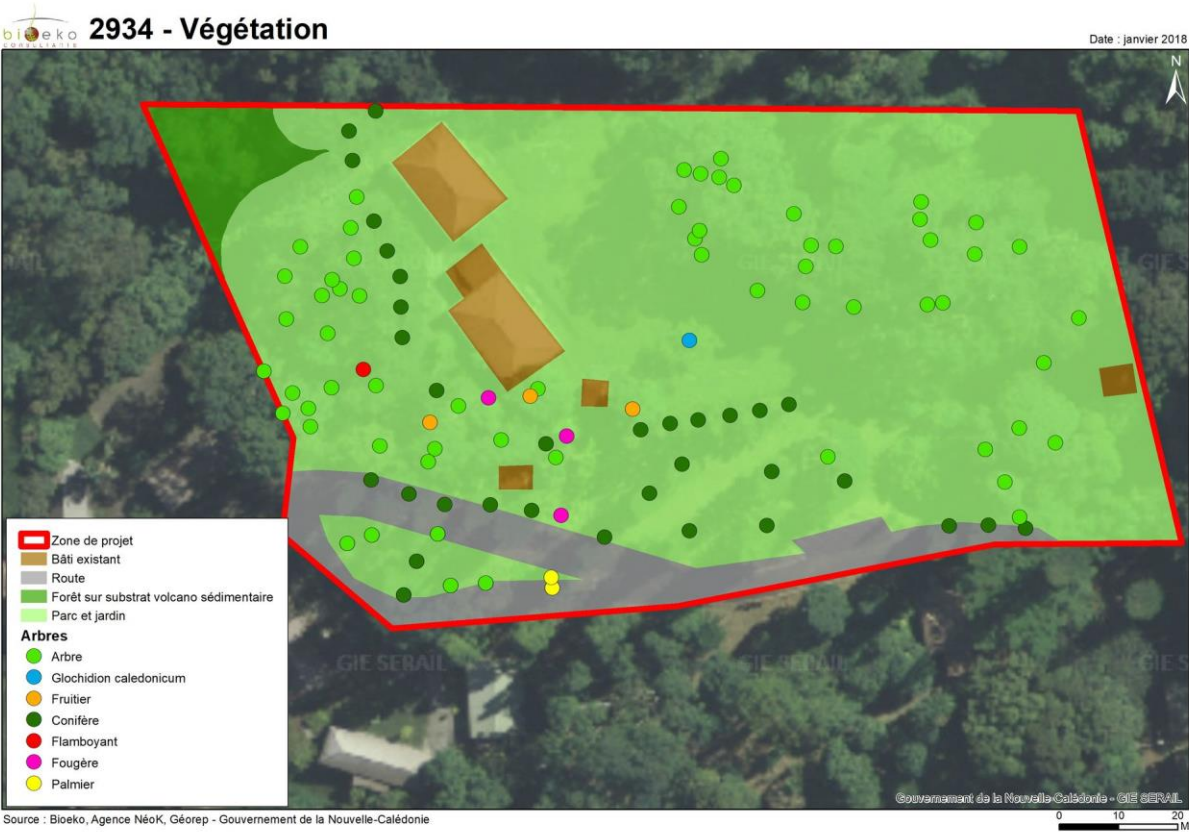 bioeko
CONSULTANTS
2934 - Végétation
Date : janvier 2018
N
GIE SERAIL
GIE S
Zone de projet
Bâti existant
Route
Forêt sur substrat volcano sédimentaire
Parc et jardin
Arbres
Arbre
Glochidion caledonicum
Fruitier
Conifère
Flamboyant
Fougère
Palmier
GIE SERAIL
GIE SERAIL
GIE S
Gouvernement de la Nouvelle-Calédonie - GIE SERAIL
Source : Bioeko, Agence NéoK, Géorep - Gouvernement de la Nouvelle-Calédonie
0 10 20
M